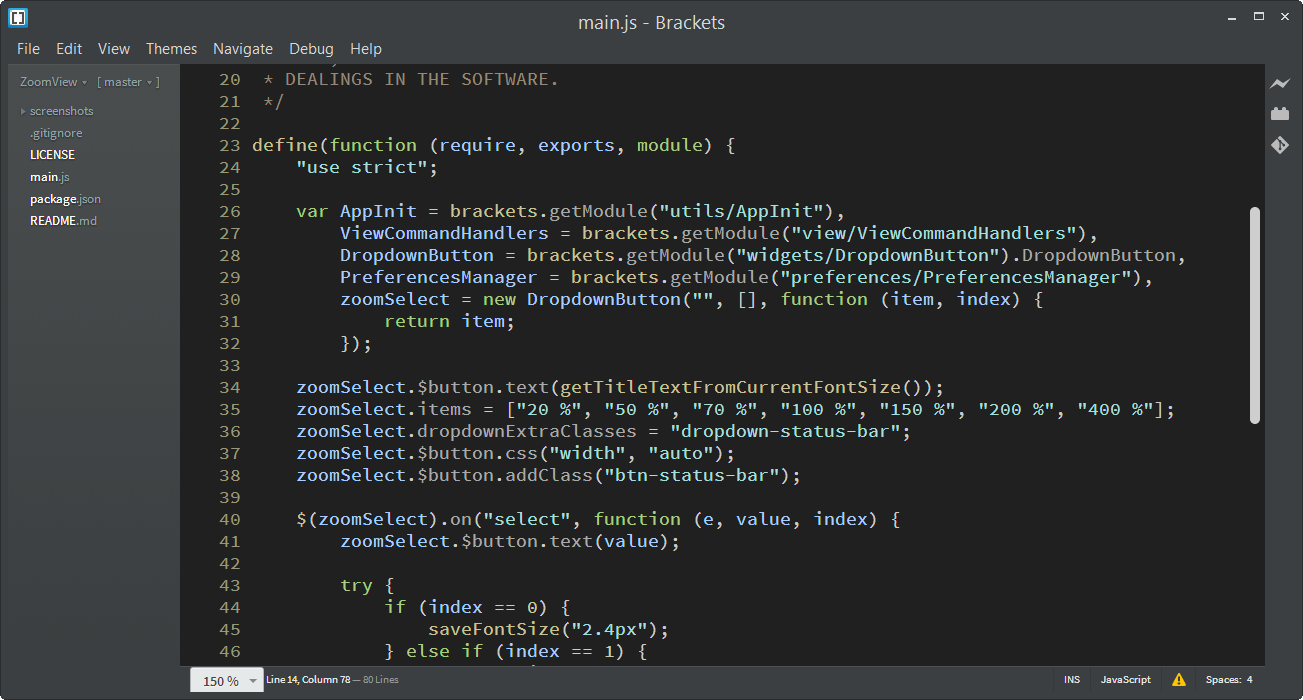 main.js - Brackets
File Edit View Themes Navigate Debug Help
ZoomView [ master ]
screenshots
.gitignore
LICENSE
main.js
package.json
README.md
20 * DEALINGS IN THE SOFTWARE.
21 */
22
23 define(function (require, exports, module) {
24     "use strict";
25
26     var AppInit = brackets.getModule("utils/AppInit"),
27         ViewCommandHandlers = brackets.getModule("view/ViewCommandHandlers"),
28         DropdownButton = brackets.getModule("widgets/DropdownButton").DropdownButton,
29         PreferencesManager = brackets.getModule("preferences/PreferencesManager"),
30         zoomSelect = new DropdownButton("", [], function (item, index) {
31             return item;
32         });
33
34     zoomSelect.$button.text(getTitleTextFromCurrentFontSize());
35     zoomSelect.items = ["20 %", "50 %", "70 %", "100 %", "150 %", "200 %", "400 %"];
36     zoomSelect.dropdownExtraClasses = "dropdown-status-bar";
37     zoomSelect.$button.css("width", "auto");
38     zoomSelect.$button.addClass("btn-status-bar");
39
40     $(zoomSelect).on("select", function (e, value, index) {
41         zoomSelect.$button.text(value);
42
43         try {
44             if (index == 0) {
45                 saveFontSize("2.4px");
46             } else if (index == 1) {
150 % Line 14, Column 78 — 80 Lines INS JavaScript Spaces: 4